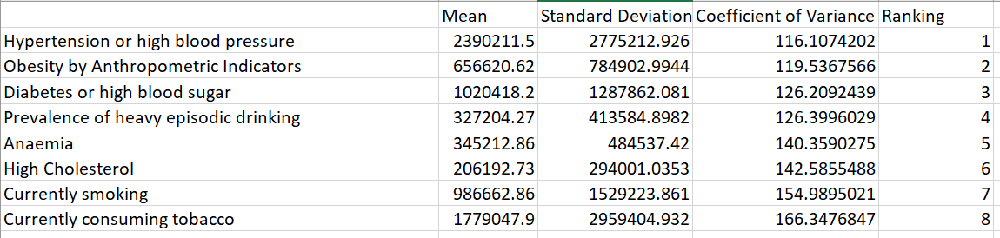 Mean Standard Deviation Coefficient of Variance Ranking
Hypertension or high blood pressure 2390211.5 2775212.926 116.1074202 1
Obesity by Anthropometric Indicators 656620.62 784902.9944 119.5367566 2
Diabetes or high blood sugar 1020418.2 1287862.081 126.2092439 3
Prevalence of heavy episodic drinking 327204.27 413584.8982 126.3996029 4
Anaemia 345212.86 484537.42 140.3590275 5
High Cholesterol 206192.73 294001.0353 142.5855488 6
Currently smoking 986662.86 1529223.861 154.9895021 7
Currently consuming tobacco 1779047.9 2959404.932 166.3476847 8